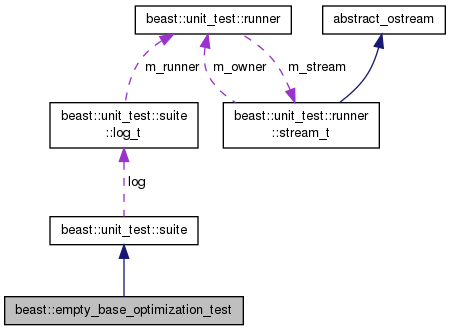 beast::unit_test::runner
abstract_ostream
m_runner
m_owner
m_stream
beast::unit_test::suite
::log_t
beast::unit_test::runner
::stream_t
log
beast::unit_test::suite
beast::empty_base_optimization_test